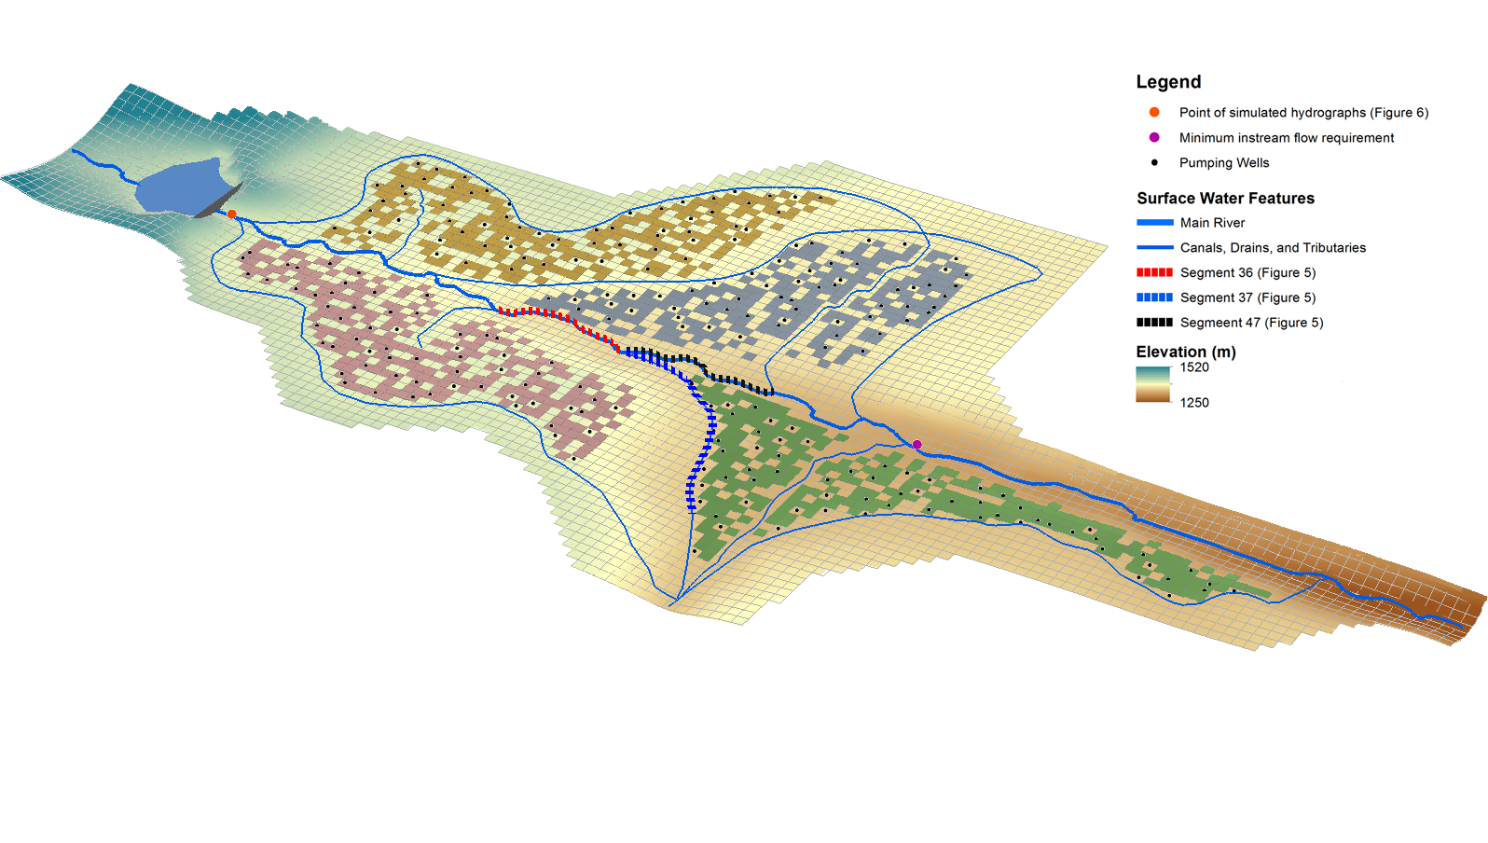 Legend
Point of simulated hydrographs (Figure 6)
Minimum instream flow requirement
Pumping Wells
Surface Water Features
Main River
Canals, Drains, and Tributaries
Segment 36 (Figure 5)
Segment 37 (Figure 5)
Segmeent 47 (Figure 5)
Elevation (m)
1520
1250